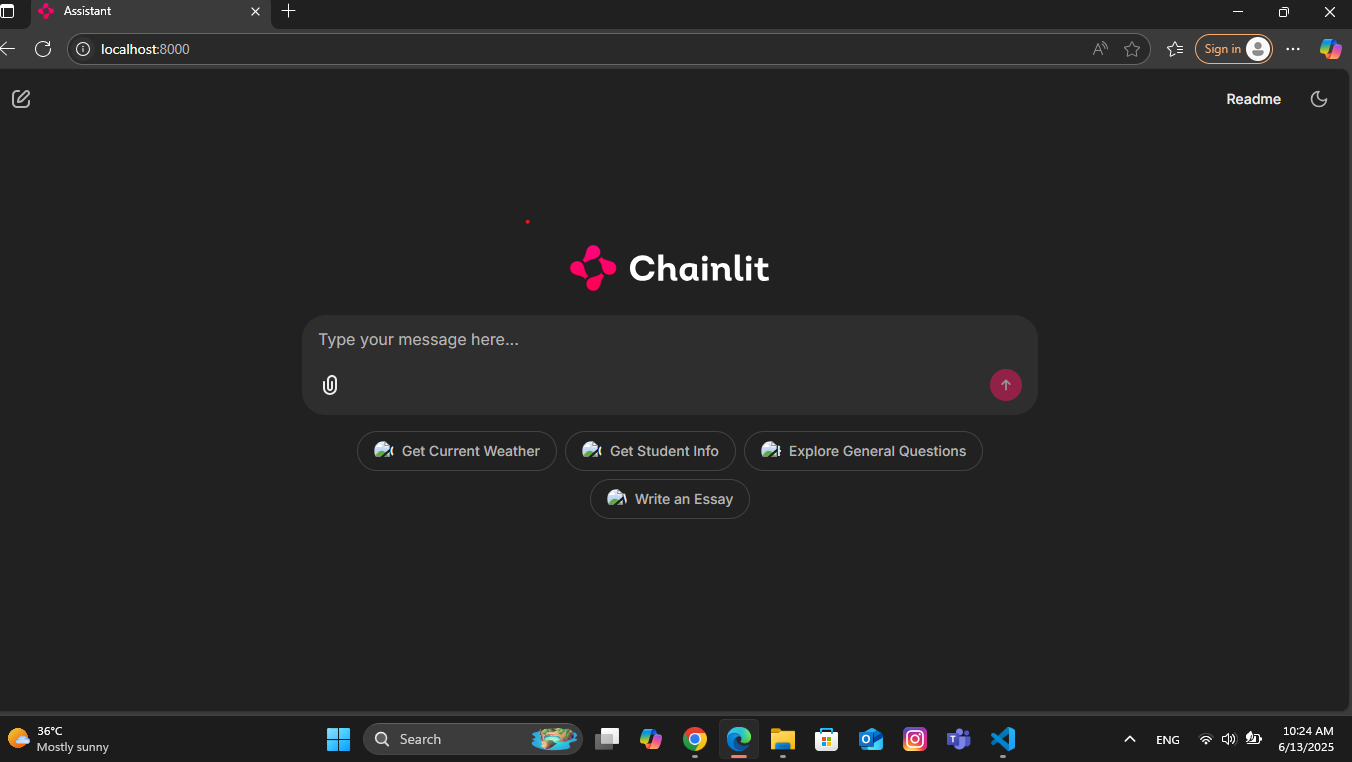 Assistant
localhost:8000
Sign in
Readme
Chainlit
Type your message here...
Get Current Weather
Get Student Info
Explore General Questions
Write an Essay
36°C
Mostly sunny
Search
ENG
10:24 AM
6/13/2025